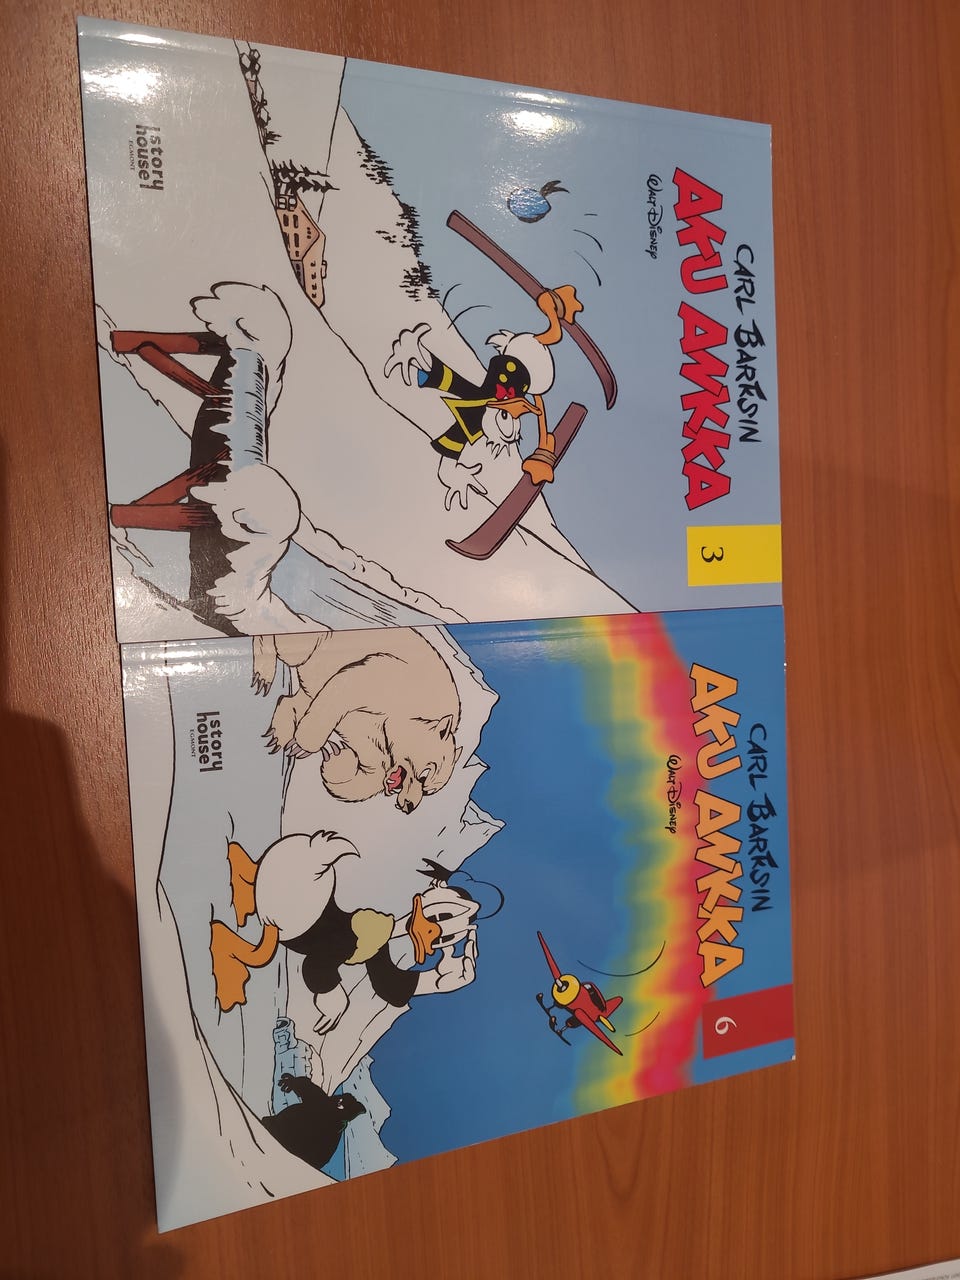 CARL BARKSIN
AKU ANKKA
WALT DISNEY
3
story
house
EGMONT
CARL BARKSIN
AKU ANKKA
WALT DISNEY
6
story
house
EGMONT